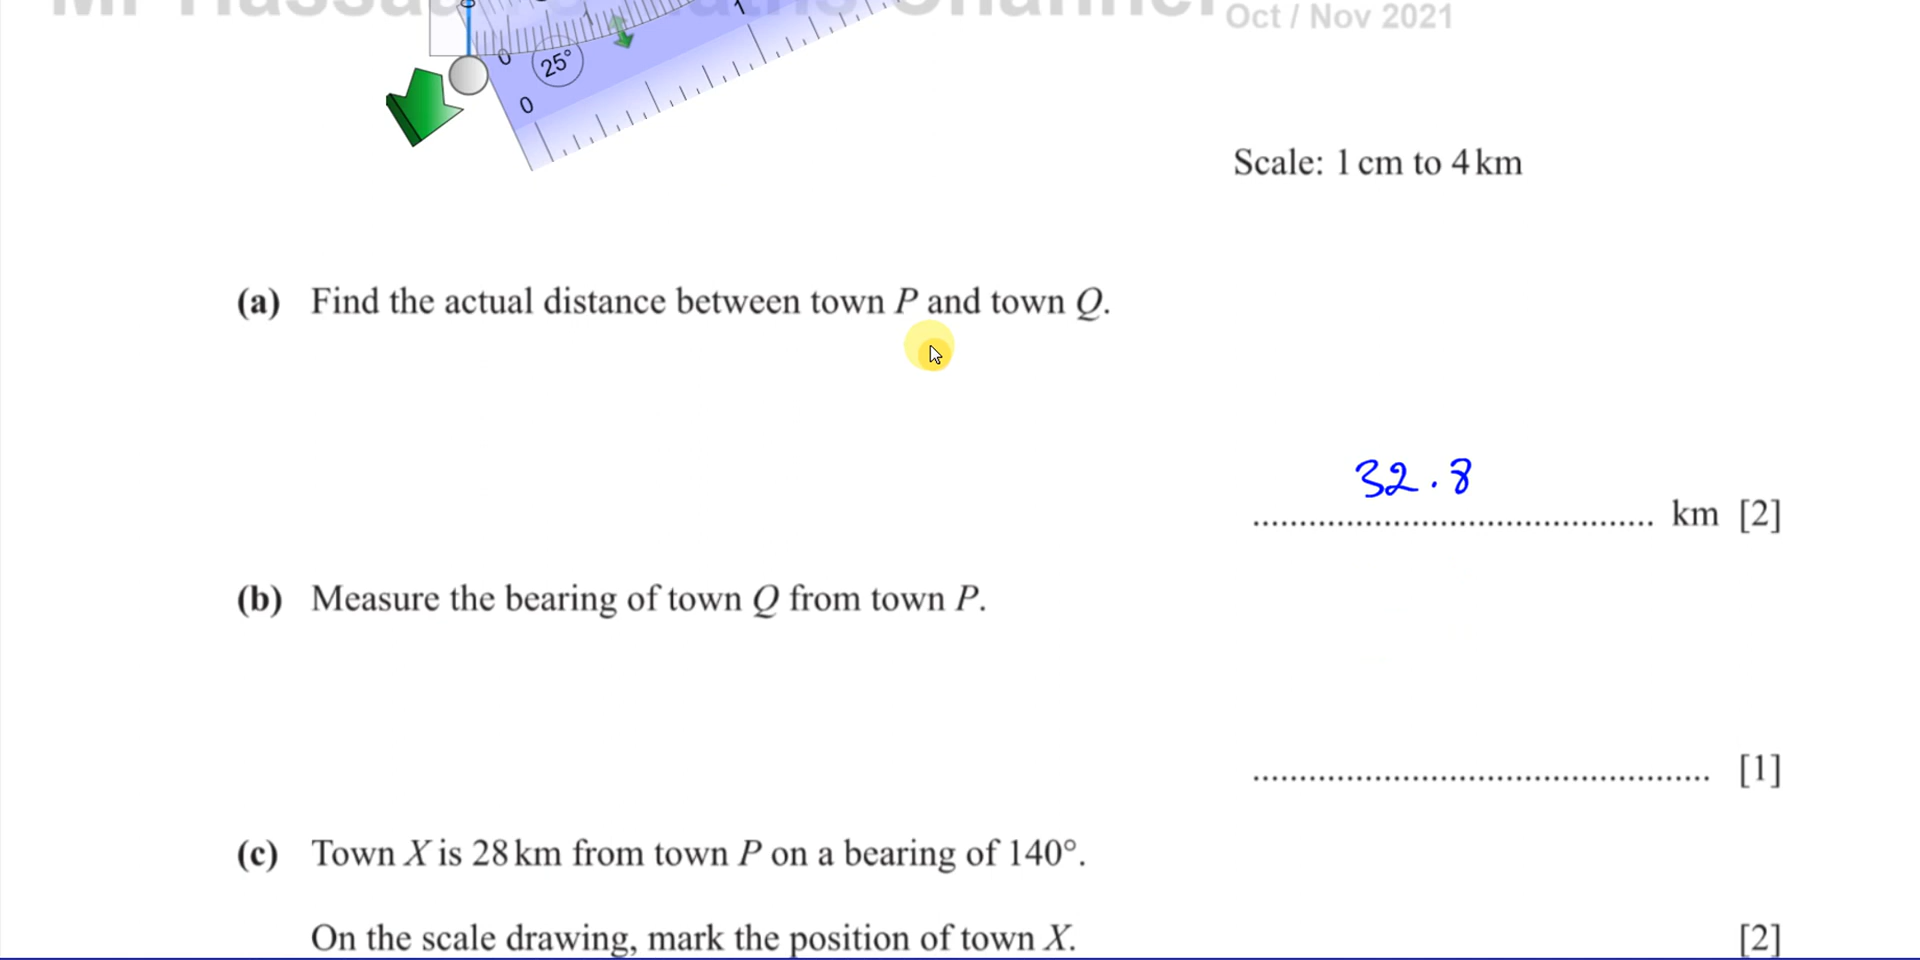 Oct / Nov 2021
0
25°
0
1
Scale: 1 cm to 4 km
(a) Find the actual distance between town P and town Q.
32.8
........................................... km [2]
(b) Measure the bearing of town Q from town P.
................................................. [1]
(c) Town X is 28 km from town P on a bearing of 140°.
On the scale drawing, mark the position of town X. [2]